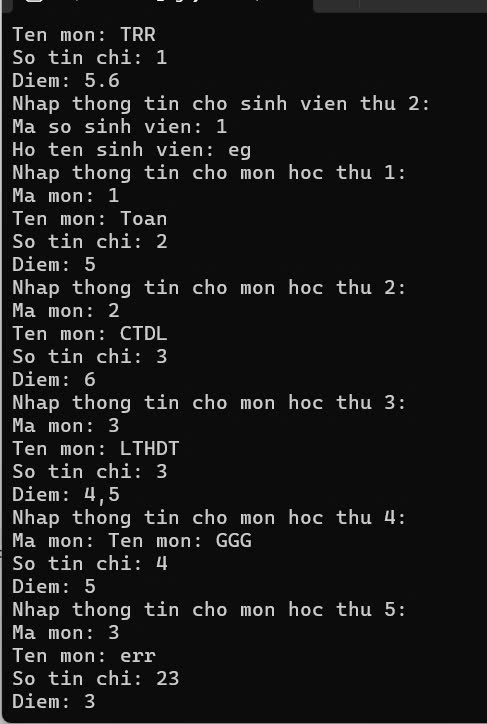 Ten mon: TRR
So tin chi: 1
Diem: 5.6
Nhap thong tin cho sinh vien thu 2:
Ma so sinh vien: 1
Ho ten sinh vien: eg
Nhap thong tin cho mon hoc thu 1:
Ma mon: 1
Ten mon: Toan
So tin chi: 2
Diem: 5
Nhap thong tin cho mon hoc thu 2:
Ma mon: 2
Ten mon: CTDL
So tin chi: 3
Diem: 6
Nhap thong tin cho mon hoc thu 3:
Ma mon: 3
Ten mon: LTHDT
So tin chi: 3
Diem: 4,5
Nhap thong tin cho mon hoc thu 4:
Ma mon: Ten mon: GGG
So tin chi: 4
Diem: 5
Nhap thong tin cho mon hoc thu 5:
Ma mon: 3
Ten mon: err
So tin chi: 23
Diem: 3